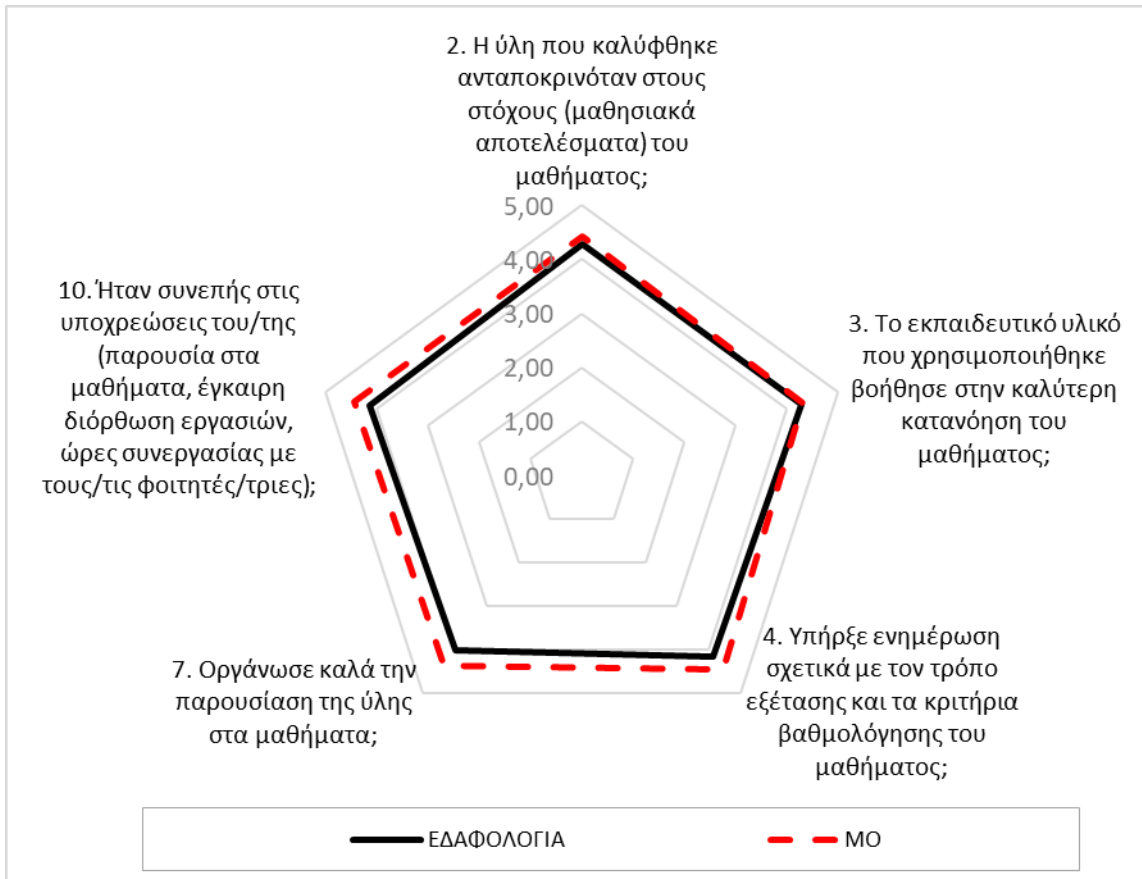 2. Η ύλη που καλύφθηκε
ανταποκρινόταν στους
στόχους (μαθησιακά
αποτελέσματα) του
μαθήματος;
5,00
4,00
3,00
2,00
1,00
0,00
3. Το εκπαιδευτικό υλικό
που χρησιμοποιήθηκε
βοήθησε στην καλύτερη
κατανόηση του
μαθήματος;
4. Υπήρξε ενημέρωση
σχετικά με τον τρόπο
εξέτασης και τα κριτήρια
βαθμολόγησης του
μαθήματος;
7. Οργάνωσε καλά την
παρουσίαση της ύλης
στα μαθήματα;
10. Ήταν συνεπής στις
υποχρεώσεις του/της
(παρουσία στα
μαθήματα, έγκαιρη
διόρθωση εργασιών,
ώρες συνεργασίας με
τους/τις φοιτητές/τριες);
ΕΔΑΦΟΛΟΓΙΑ
ΜΟ